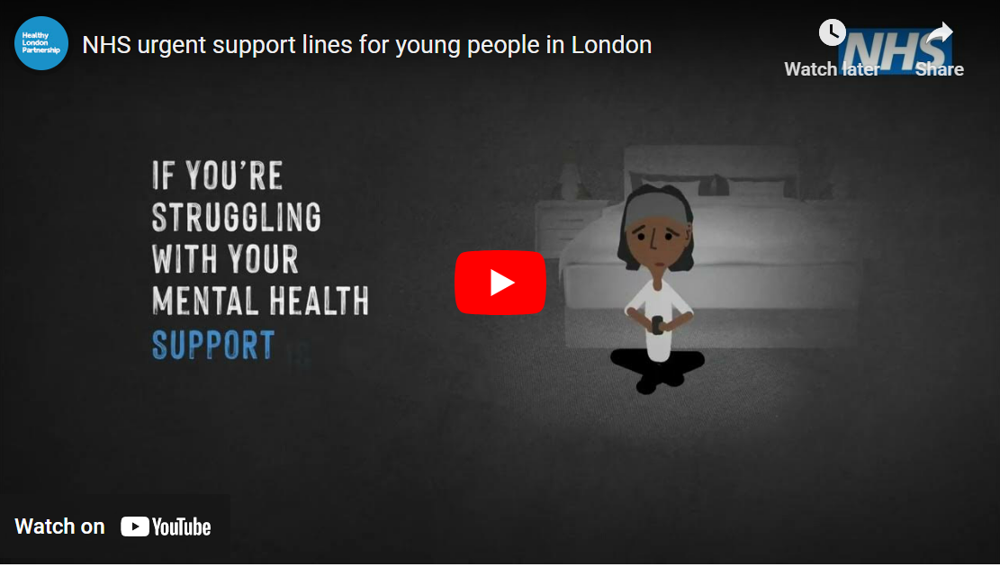 Healthy
London
Partnership
NHS urgent support lines for young people in London
NHS
Watch later
Share
IF YOU'RE
STRUGGLING
WITH YOUR
MENTAL HEALTH
SUPPORT IS
Watch on YouTube